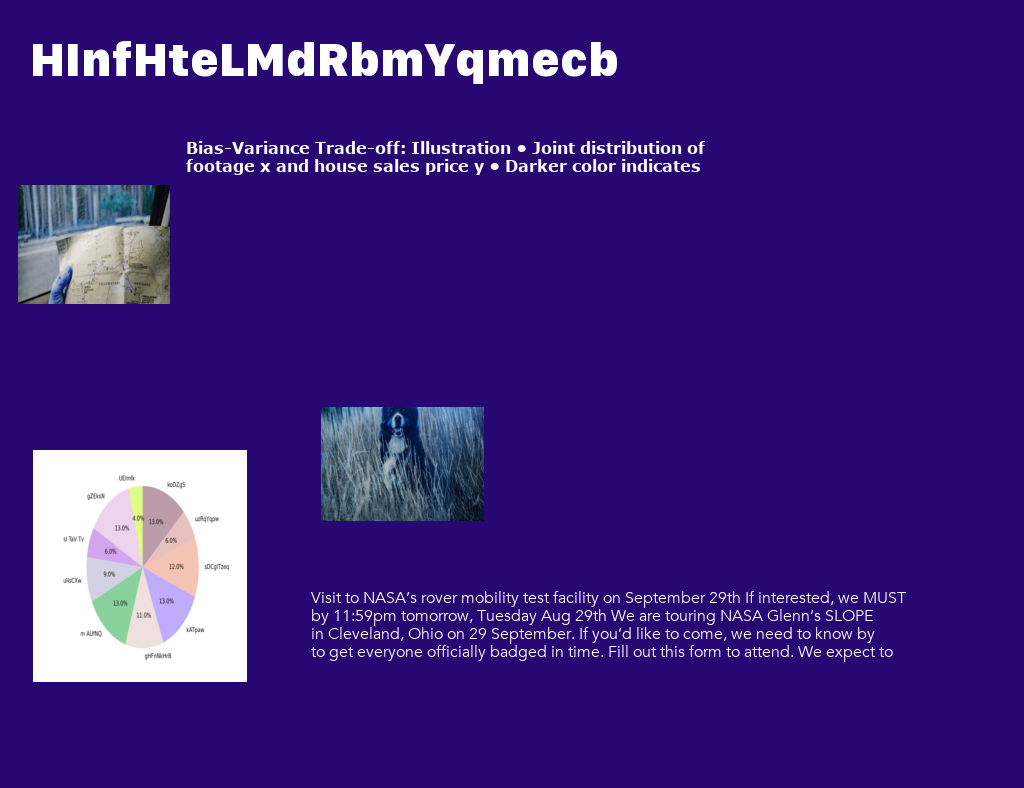 HInfHteLMdRbmYqmecb
Bias-Variance Trade-off: Illustration • Joint distribution of
footage x and house sales price y • Darker color indicates
UEImIk
koDZgS
gZEksN
4.0%
13.0%
uzRqYqpw
13.0%
sI TaV Tv
6.0%
6.0%
12.0%
sDCgITzeq
uIIsCXw
9.0%
13.0%
13.0%
11.0%
m AUfNQ
kATpaw
gHFnNkHrB
Visit to NASA’s rover mobility test facility on September 29th If interested, we MUST
by 11:59pm tomorrow, Tuesday Aug 29th We are touring NASA Glenn’s SLOPE
in Cleveland, Ohio on 29 September. If you’d like to come, we need to know by
to get everyone officially badged in time. Fill out this form to attend. We expect to